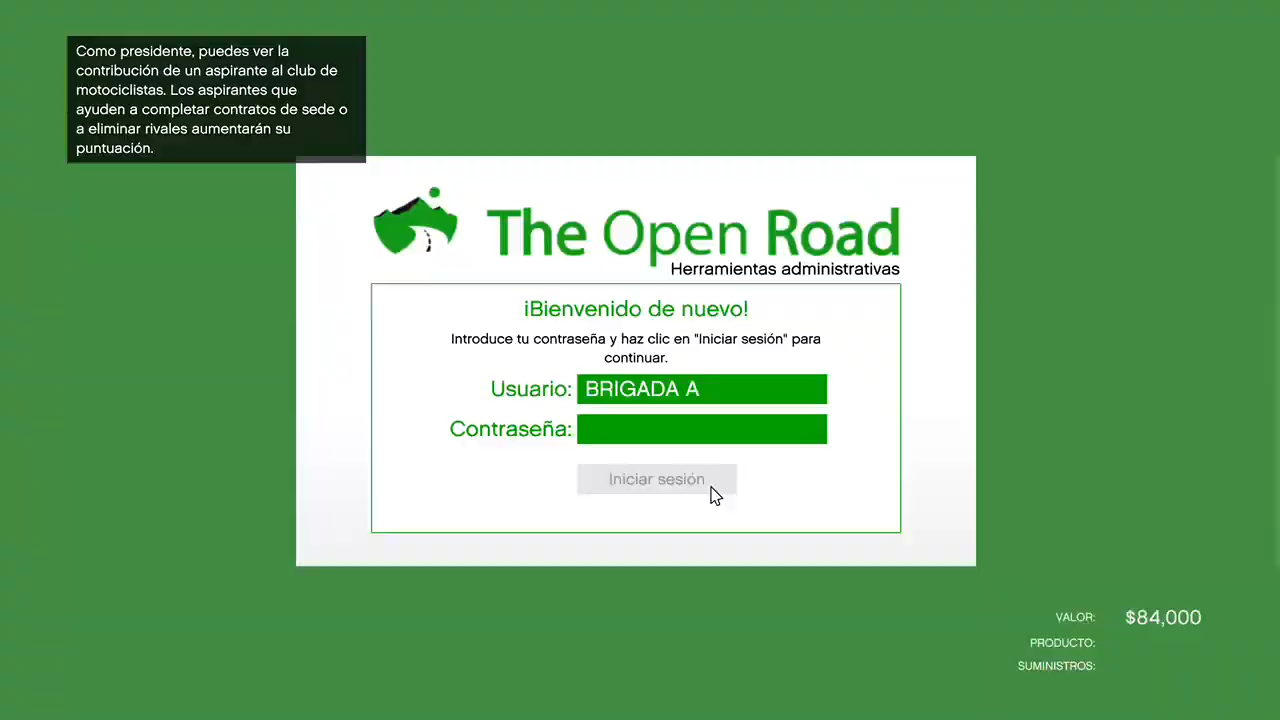 Como presidente, puedes ver la
contribución de un aspirante al club de
motociclistas. Los aspirantes que
ayuden a completar contratos de sede o
a eliminar rivales aumentarán su
puntuación.
The Open Road
Herramientas administrativas
¡Bienvenido de nuevo!
Introduce tu contraseña y haz clic en "Iniciar sesión" para
continuar.
Usuario: BRIGADA A
Contraseña:
Iniciar sesión
VALOR: $84,000
PRODUCTO:
SUMINISTROS: